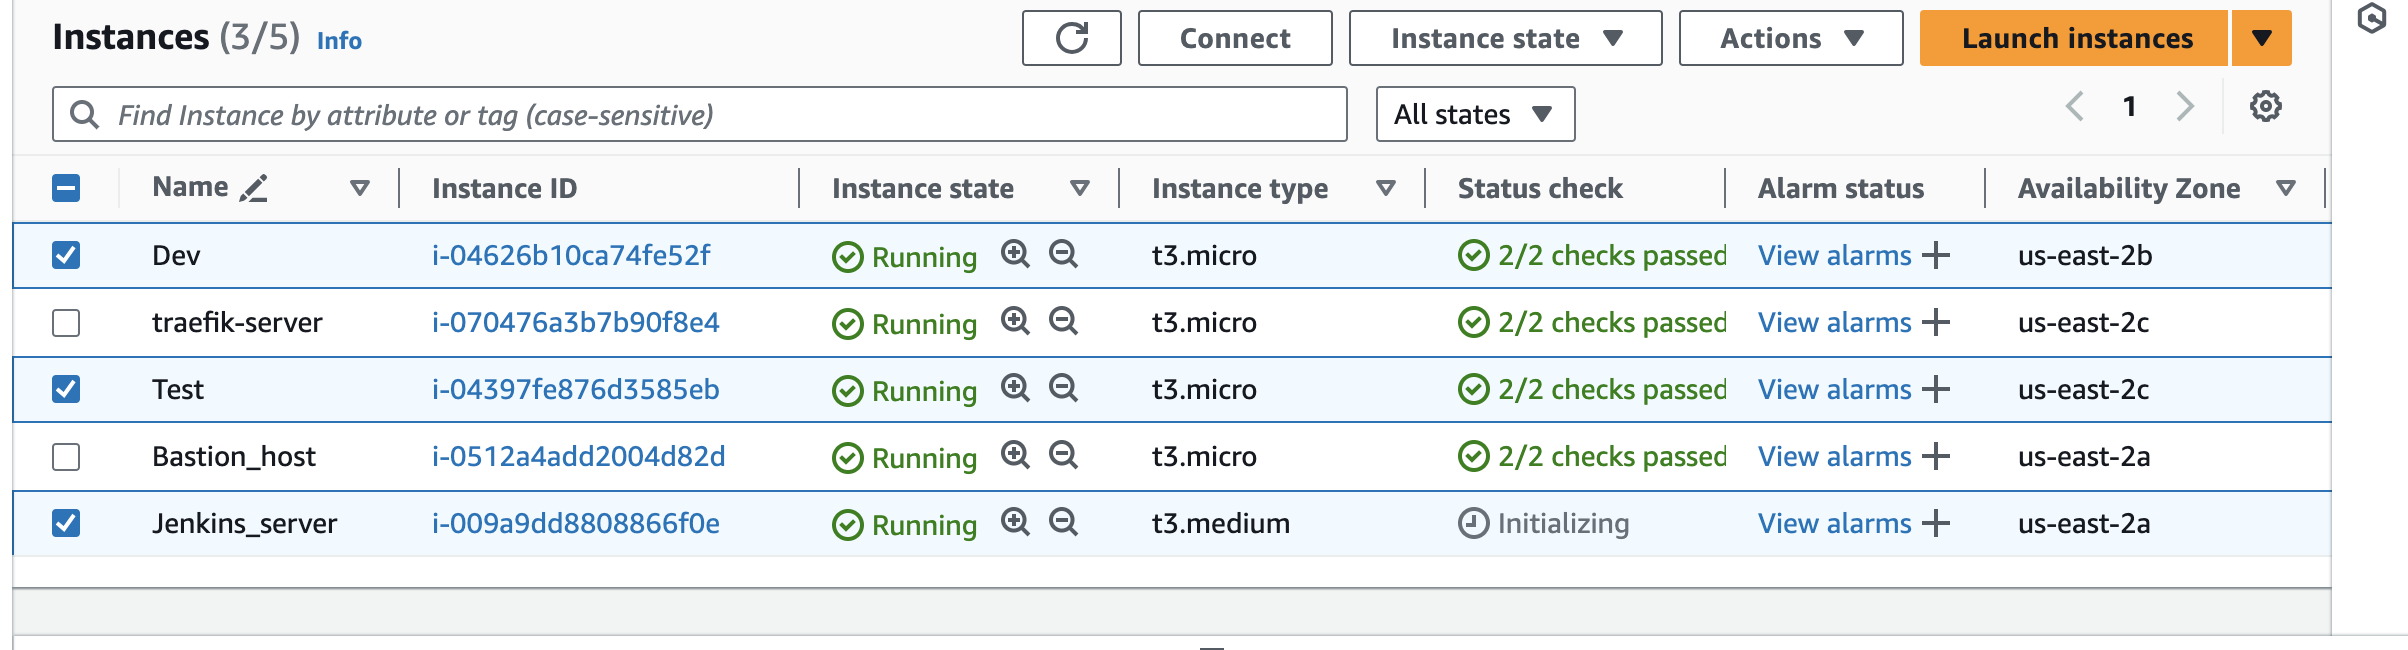 Instances (3/5) Info Connect Instance state Actions Launch instances
Find Instance by attribute or tag (case-sensitive) All states 1
Name Instance ID Instance state Instance type Status check Alarm status Availability Zone
Dev i-04626b10ca74fe52f Running t3.micro 2/2 checks passed View alarms + us-east-2b
traefik-server i-070476a3b7b90f8e4 Running t3.micro 2/2 checks passed View alarms + us-east-2c
Test i-04397fe876d3585eb Running t3.micro 2/2 checks passed View alarms + us-east-2c
Bastion_host i-0512a4add2004d82d Running t3.micro 2/2 checks passed View alarms + us-east-2a
Jenkins_server i-009a9dd8808866f0e Running t3.medium Initializing View alarms + us-east-2a